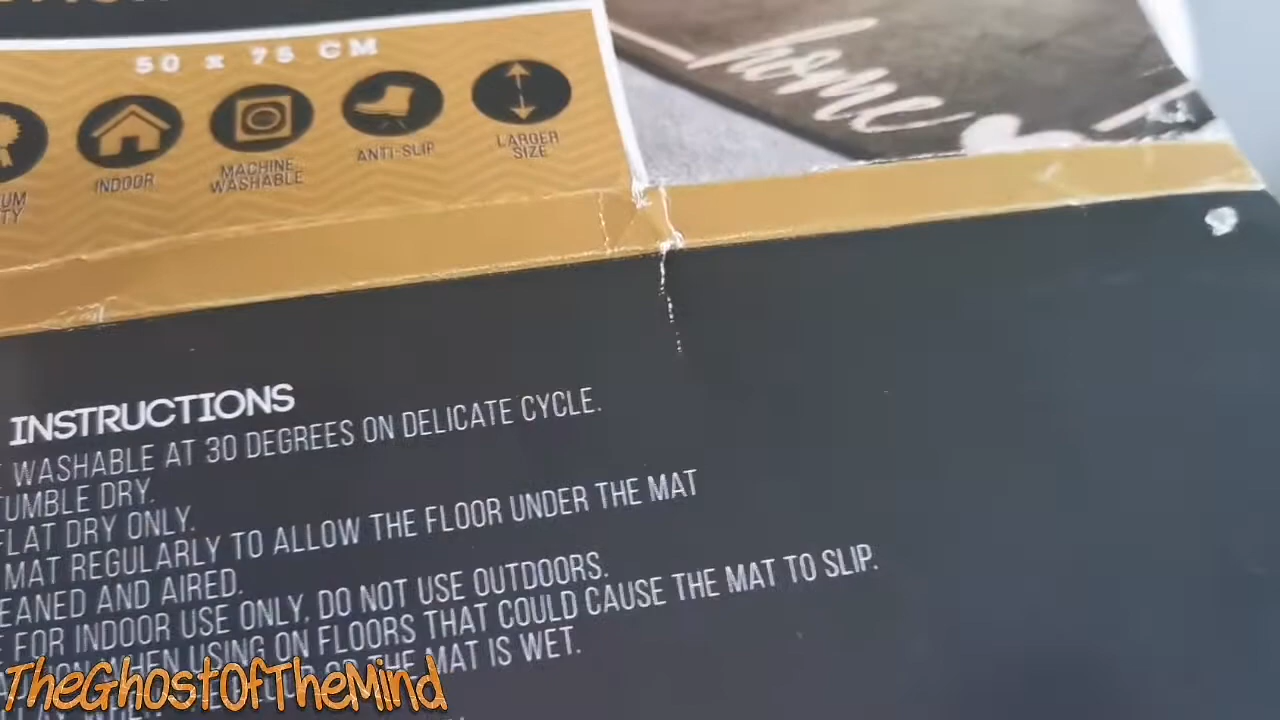 50 x 75 CM
UM
TY
INDOOR
MACHINE
WASHABLE
ANTI-SLIP
LARGER
SIZE
home
INSTRUCTIONS
WASHABLE AT 30 DEGREES ON DELICATE CYCLE.
UMBLE DRY.
FLAT DRY ONLY.
MAT REGULARLY TO ALLOW THE FLOOR UNDER THE MAT
EANED AND AIRED.
FOR INDOOR USE ONLY, DO NOT USE OUTDOORS.
WHEN USING ON FLOORS THAT COULD CAUSE THE MAT TO SLIP.
THE MAT IS WET.
TheGhostOfTheMind